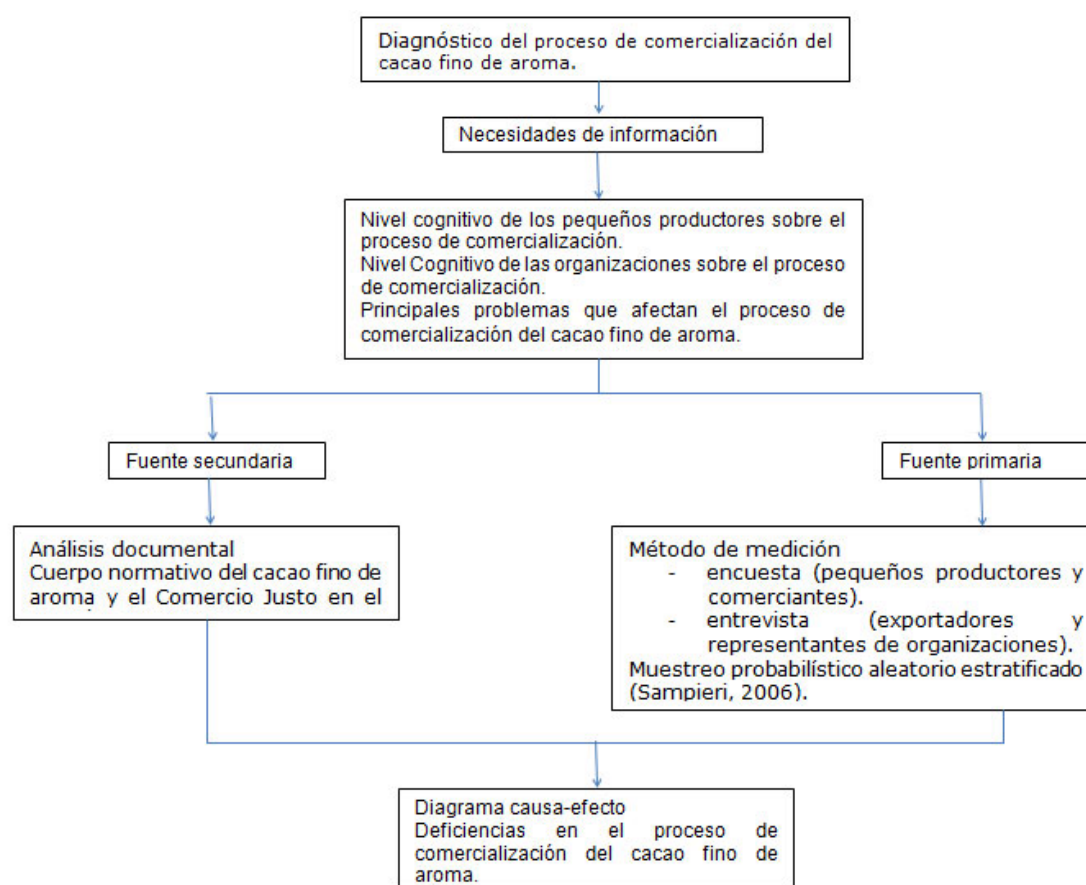 Diagnóstico del proceso de comercialización del
cacao fino de aroma.
Necesidades de información
Nivel cognitivo de los pequeños productores sobre el
proceso de comercialización.
Nivel Cognitivo de las organizaciones sobre el proceso
de comercialización.
Principales problemas que afectan el proceso de
comercialización del cacao fino de aroma.
Fuente secundaria
Fuente primaria
Análisis documental
Cuerpo normativo del cacao fino de
aroma y el Comercio Justo en el
Método de medición
- encuesta (pequeños productores y
comerciantes).
- entrevista (exportadores y
representantes de organizaciones).
Muestreo probabilístico aleatorio estratificado
(Sampieri, 2006).
Diagrama causa-efecto
Deficiencias en el proceso de
comercialización del cacao fino de
aroma.